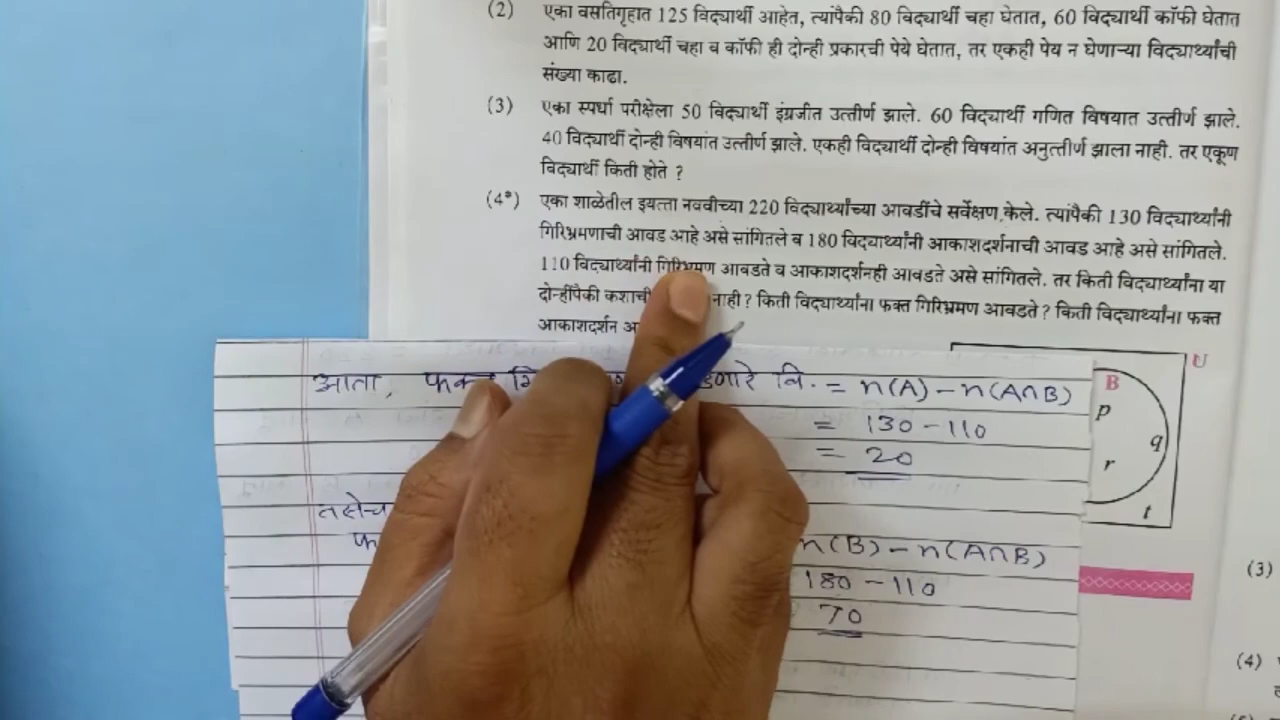 (2) एका वसतिगृहात 125 विद्यार्थी आहेत, त्यांपैकी 80 विद्यार्थी चहा घेतात, 60 विद्यार्थी कॉफी घेतात
आणि 20 विद्यार्थी चहा व कॉफी ही दोन्ही प्रकारची पेये घेतात, तर एकही पेय न घेणाऱ्या विद्यार्थ्यांची
संख्या काढा.
(3) एका स्पर्धा परीक्षेला 50 विद्यार्थी इंग्रजीत उत्तीर्ण झाले. 60 विद्यार्थी गणित विषयात उत्तीर्ण झाले.
40 विद्यार्थी दोन्ही विषयांत उत्तीर्ण झाले. एकही विद्यार्थी दोन्ही विषयांत अनुत्तीर्ण झाला नाही. तर एकूण
विद्यार्थी किती होते ?
(4*) एका शाळेतील इयत्ता नववीच्या 220 विद्यार्थ्यांच्या आवडींचे सर्वेक्षण केले. त्यांपैकी 130 विद्यार्थ्यांनी
गिरिभ्रमणाची आवड आहे असे सांगितले व 180 विद्यार्थ्यांनी आकाशदर्शनाची आवड आहे असे सांगितले.
110 विद्यार्थ्यांनी गिरिभ्रमण आवडते व आकाशदर्शनही आवडते असे सांगितले. तर किती विद्यार्थ्यांना या
दोन्हींपैकी कशाची नाही ? किती विद्यार्थ्यांना फक्त गिरिभ्रमण आवडते ? किती विद्यार्थ्यांना फक्त
आकाशदर्शन
आता, फक्त वि. = n(A) - n(A∩B)
= 130 - 110
= 20
तसेच
n(B) - n(A∩B)
180 - 110
70
U
B
p
q
r
t
(3)
(4)